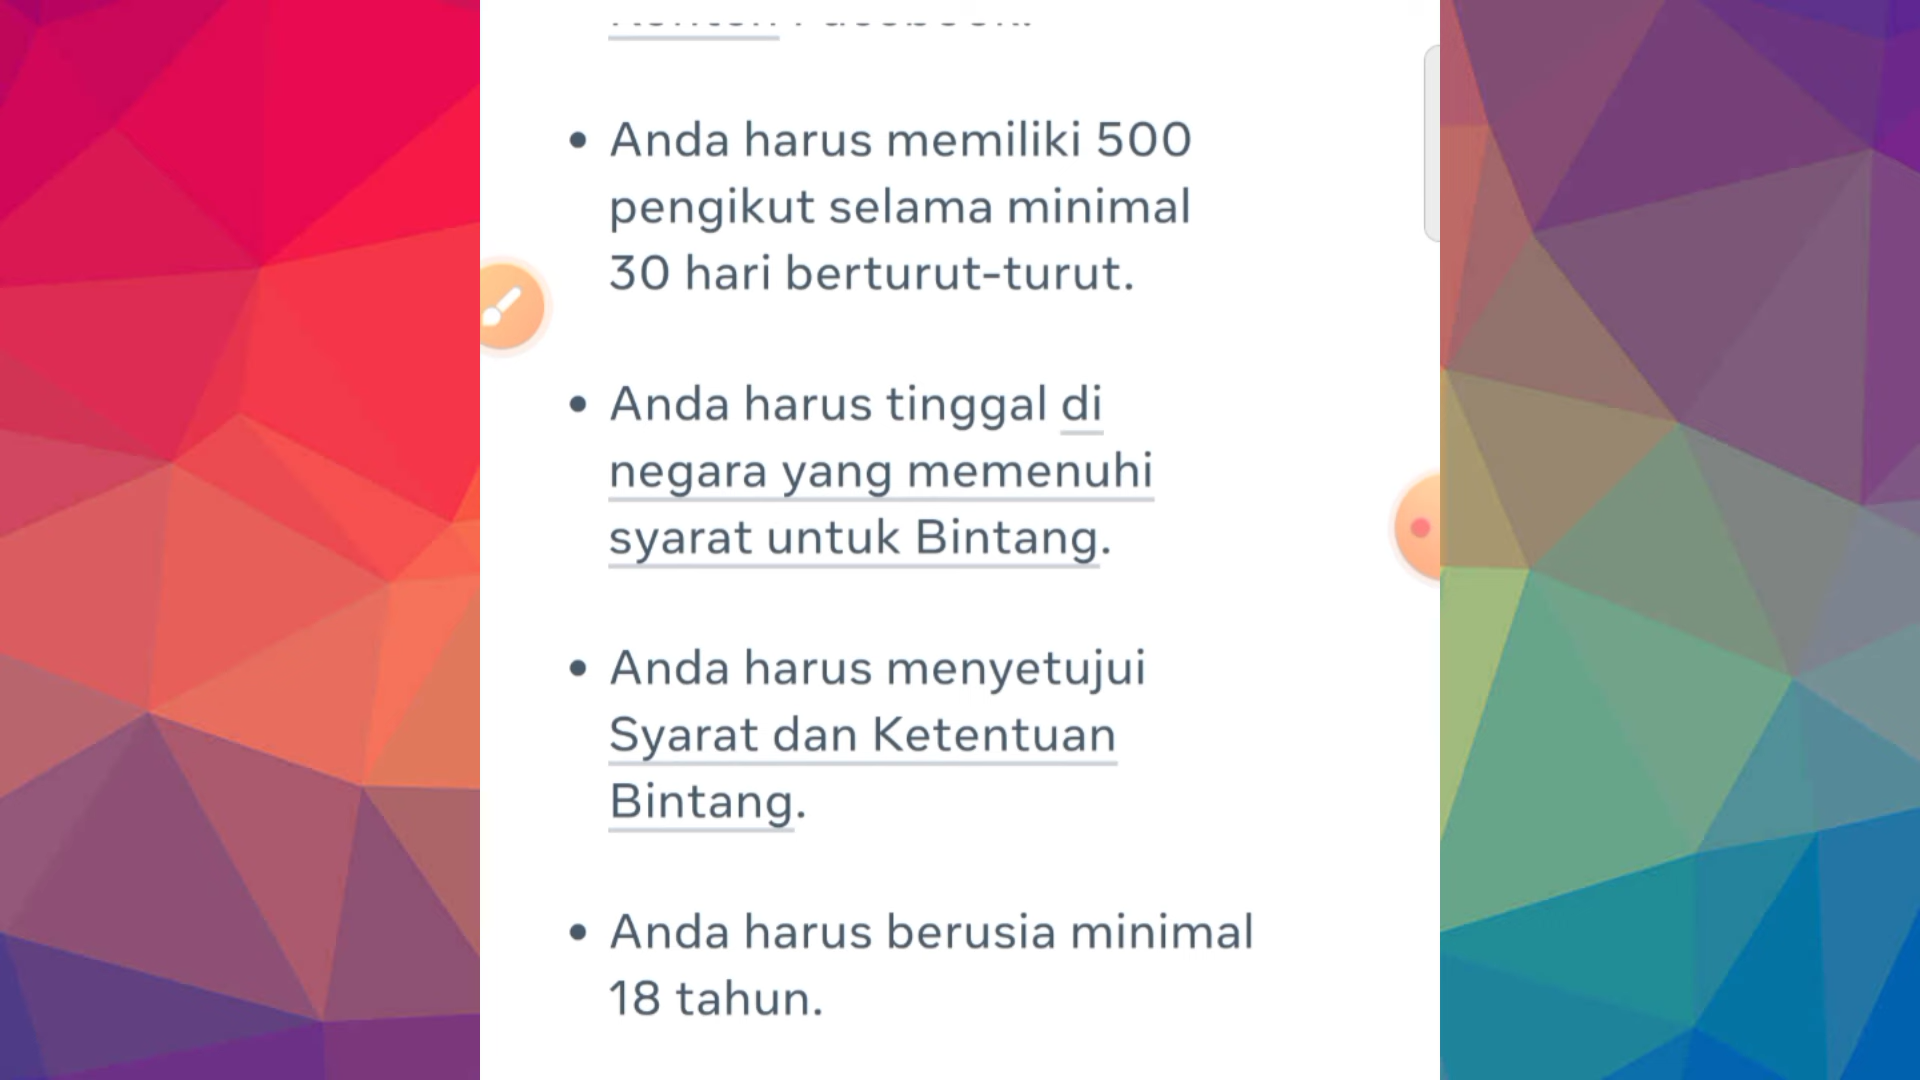 Anda harus memiliki 500
pengikut selama minimal
30 hari berturut-turut.
Anda harus tinggal di
negara yang memenuhi
syarat untuk Bintang.
Anda harus menyetujui
Syarat dan Ketentuan
Bintang.
Anda harus berusia minimal
18 tahun.